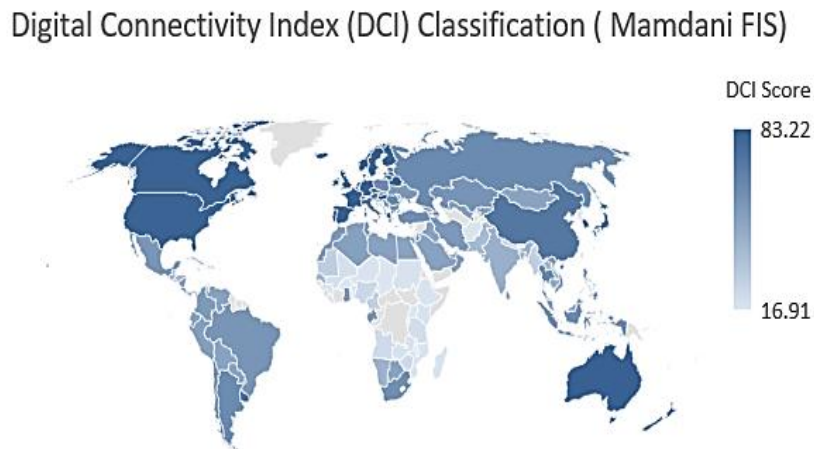 Digital Connectivity Index (DCI) Classification ( Mamdani FIS)
DCI Score
83.22
16.91